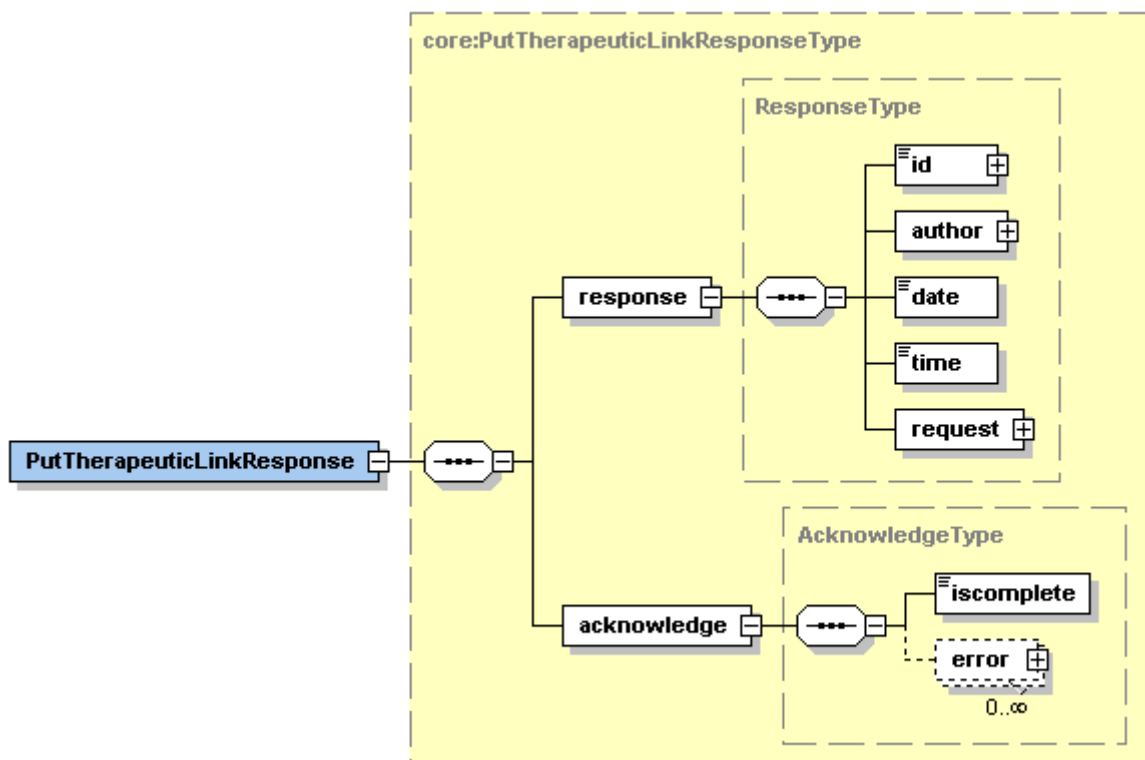 core:PutTherapeuticLinkResponseType
ResponseType
id
author
response
date
time
request
PutTherapeuticLinkResponse
AcknowledgeType
iscomplete
acknowledge
error
0..∞